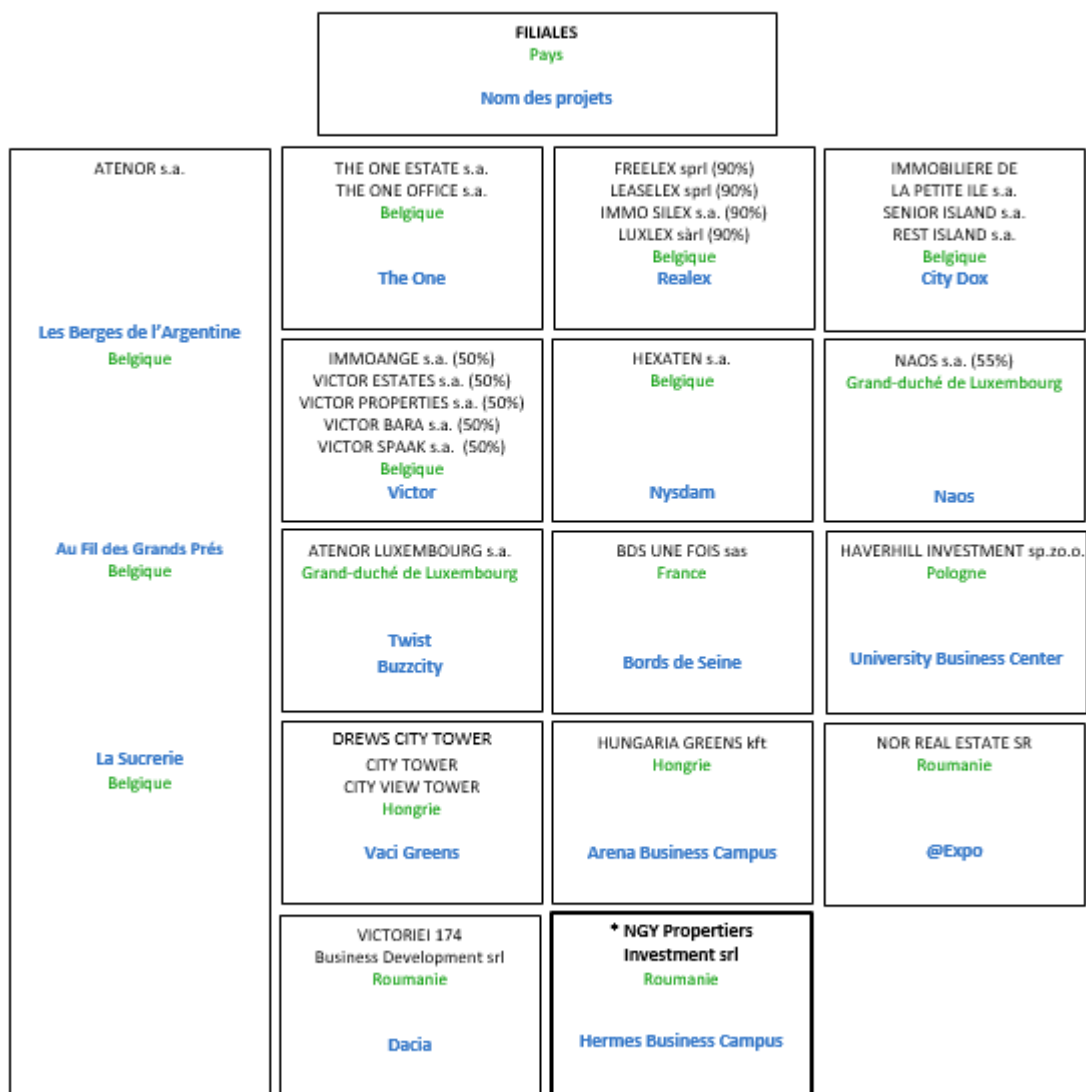 FILIALES
Pays
Nom des projets
ATENOR s.a.
Les Berges de l'Argentine
Belgique
Au Fil des Grands Prés
Belgique
La Sucrerie
Belgique
THE ONE ESTATE s.a.
THE ONE OFFICE s.a.
Belgique
The One
FREELEX sprl (90%)
LEASELEX sprl (90%)
IMMO SILEX s.a. (90%)
LUXLEX sàrl (90%)
Belgique
Realex
IMMOBILIERE DE
LA PETITE ILE s.a.
SENIOR ISLAND s.a.
REST ISLAND s.a.
Belgique
City Dox
IMMOANGE s.a. (50%)
VICTOR ESTATES s.a. (50%)
VICTOR PROPERTIES s.a. (50%)
VICTOR BARA s.a. (50%)
VICTOR SPAAK s.a. (50%)
Belgique
Victor
HEXATEN s.a.
Belgique
Nysdam
NAOS s.a. (55%)
Grand-duché de Luxembourg
Naos
ATENOR LUXEMBOURG s.a.
Grand-duché de Luxembourg
Twist
Buzzcity
BDS UNE FOIS sas
France
Bords de Seine
HAVERHILL INVESTMENT sp.zo.o.
Pologne
University Business Center
DREWS CITY TOWER
CITY TOWER
CITY VIEW TOWER
Hongrie
Vaci Greens
HUNGARIA GREENS kft
Hongrie
Arena Business Campus
NOR REAL ESTATE SR
Roumanie
@Expo
VICTORIEI 174
Business Development srl
Roumanie
Dacia
* NGY Propertiers
Investment srl
Roumanie
Hermes Business Campus